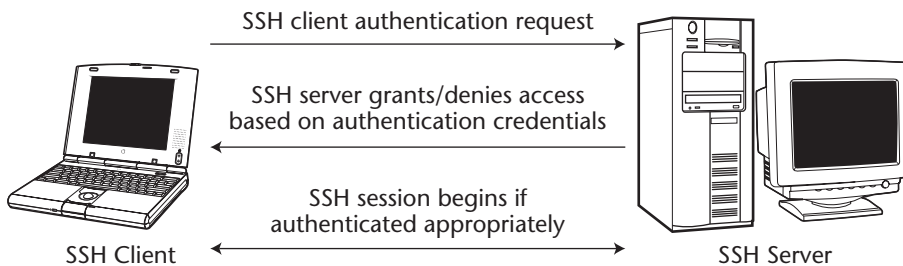 SSH client authentication request
SSH server grants/denies access
based on authentication credentials
SSH session begins if
authenticated appropriately
SSH Client
SSH Server